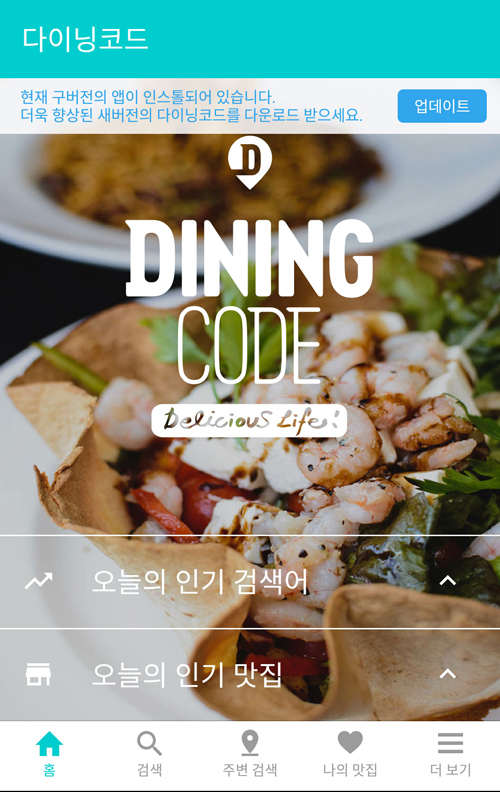 다이닝코드
현재 구버전의 앱이 인스톨되어 있습니다.
더욱 향상된 새버전의 다이닝코드를 다운로드 받으세요.
업데이트
D
DINING
CODE
Delicious Life!
오늘의 인기 검색어
오늘의 인기 맛집
홈
검색
주변 검색
나의 맛집
더 보기